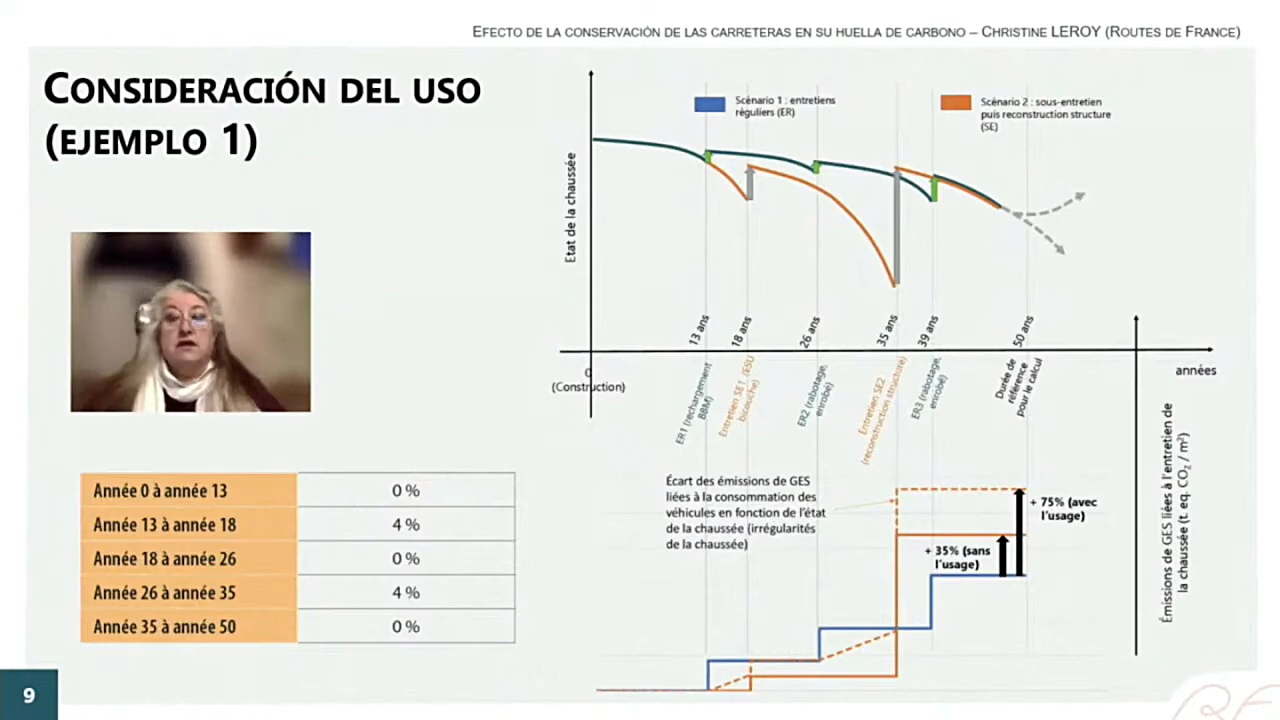 EFECTO DE LA CONSERVACIÓN DE LAS CARRETERAS EN SU HUELLA DE CARBONO – CHRISTINE LEROY (ROUTES DE FRANCE)
CONSIDERACIÓN DEL USO
(EJEMPLO 1)
Scénario 1 : entretiens
réguliers (ER)
Scénario 2 : sous-entretien
puis reconstruction structure
(SE)
Etat de la chaussée
13 ans
18 ans
26 ans
35 ans
39 ans
50 ans
0
(Construction)
années
ER1 (rechargement
BBM)
Entretien SE1 (ESU
bicouche)
ER2 (rabotage,
enrobé)
Entretien SE2
(reconstruction structure)
ER3 (rabotage,
enrobé)
Durée de
référence
pour le calcul
Écart des émissions de GES
liées à la consommation des
véhicules en fonction de l'état
de la chaussée (irrégularités
de la chaussée)
+ 75% (avec
l'usage)
+ 35% (sans
l'usage)
Émissions de GES liées à l'entretien de
la chaussée (t. eq. CO₂ / m²)
Année 0 à année 13 0 %
Année 13 à année 18 4 %
Année 18 à année 26 0 %
Année 26 à année 35 4 %
Année 35 à année 50 0 %
9
RF